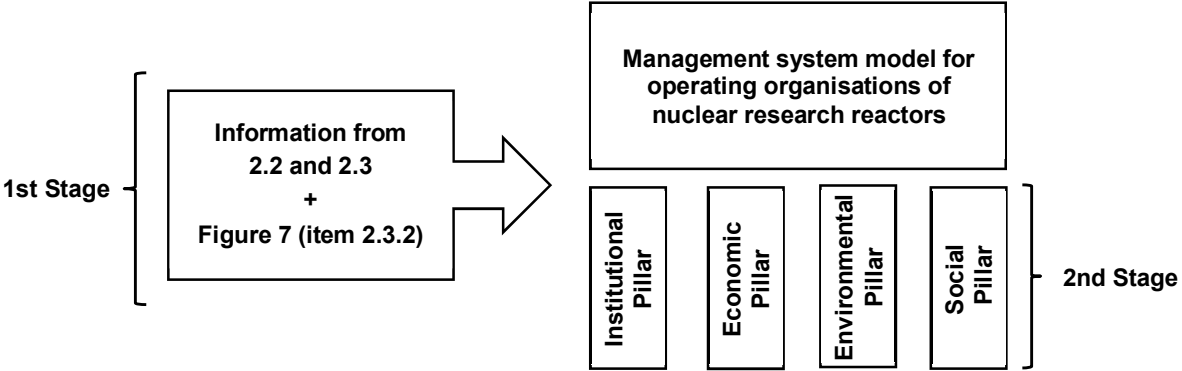 1st Stage
Information from
2.2 and 2.3
+
Figure 7 (item 2.3.2)
Management system model for
operating organisations of
nuclear research reactors
Institutional
Pillar
Economic
Pillar
Environmental
Pillar
Social
Pillar
2nd Stage